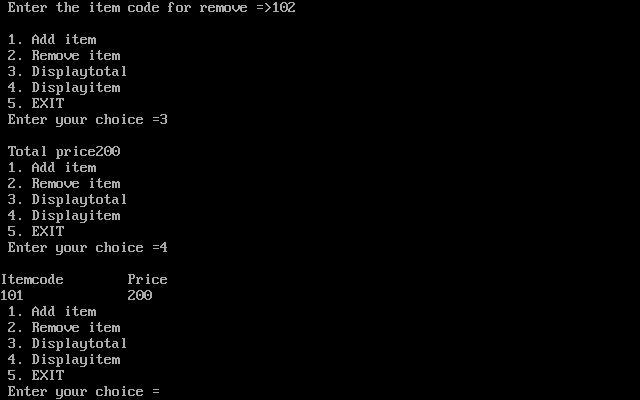 Enter the item code for remove =>102
1. Add item
2. Remove item
3. Displaytotal
4. Displayitem
5. EXIT
Enter your choice =3
Total price200
1. Add item
2. Remove item
3. Displaytotal
4. Displayitem
5. EXIT
Enter your choice =4
Itemcode Price
101 200
1. Add item
2. Remove item
3. Displaytotal
4. Displayitem
5. EXIT
Enter your choice =